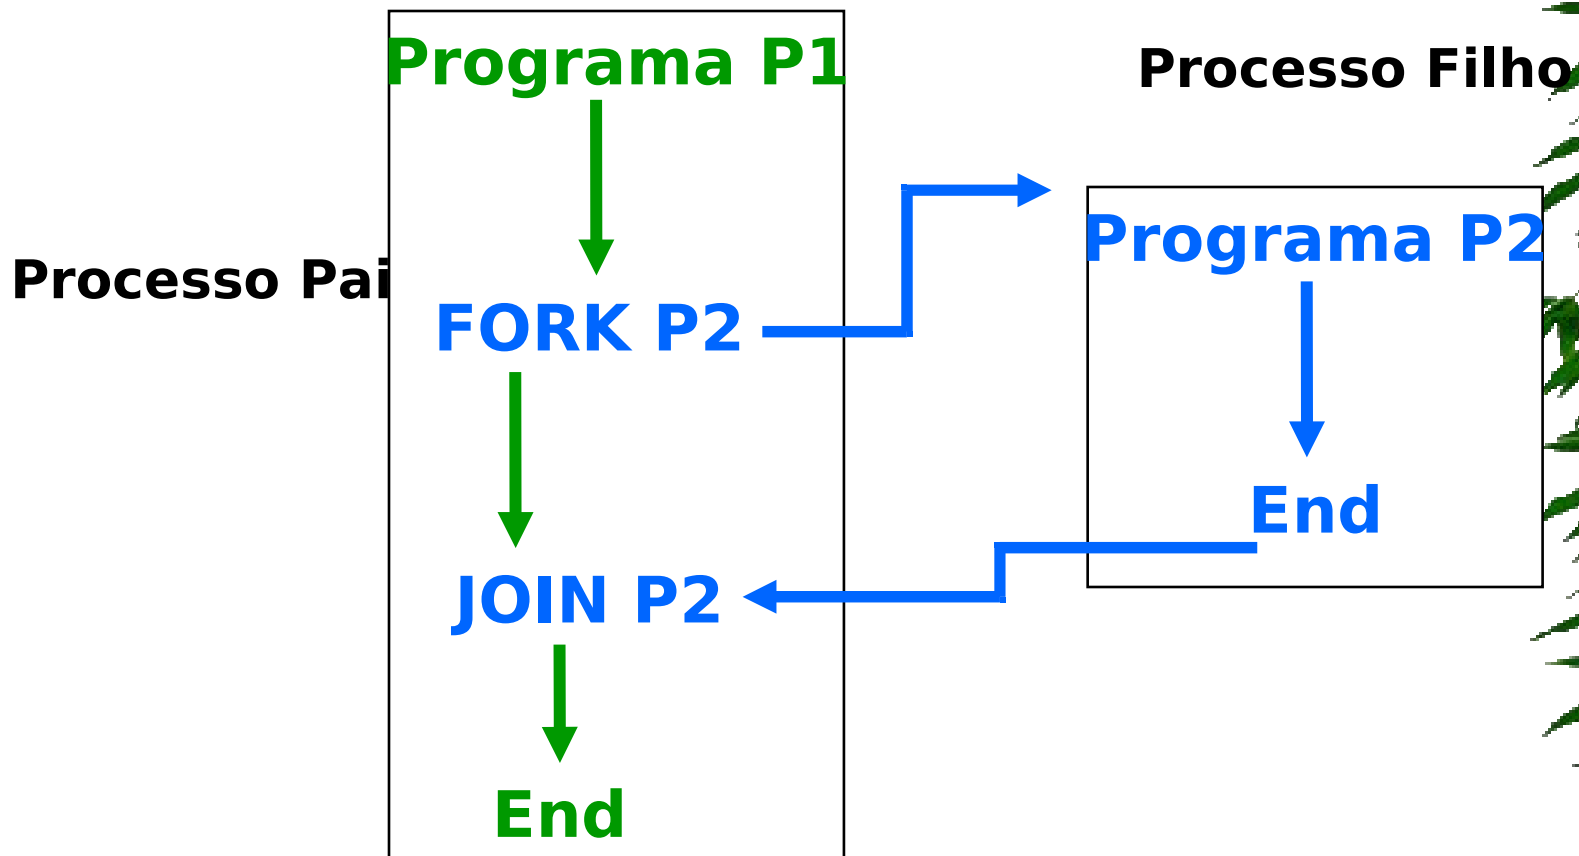 Programa P1
Processo Filho
Programa P2
Processo Pai
FORK P2
End
JOIN P2
End